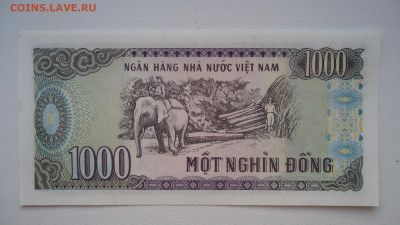 COINS.LAVE.RU
NGÂN HÀNG NHÀ NƯỚC VIỆT NAM
1000
1000
MỘT NGHÌN ĐỒNG